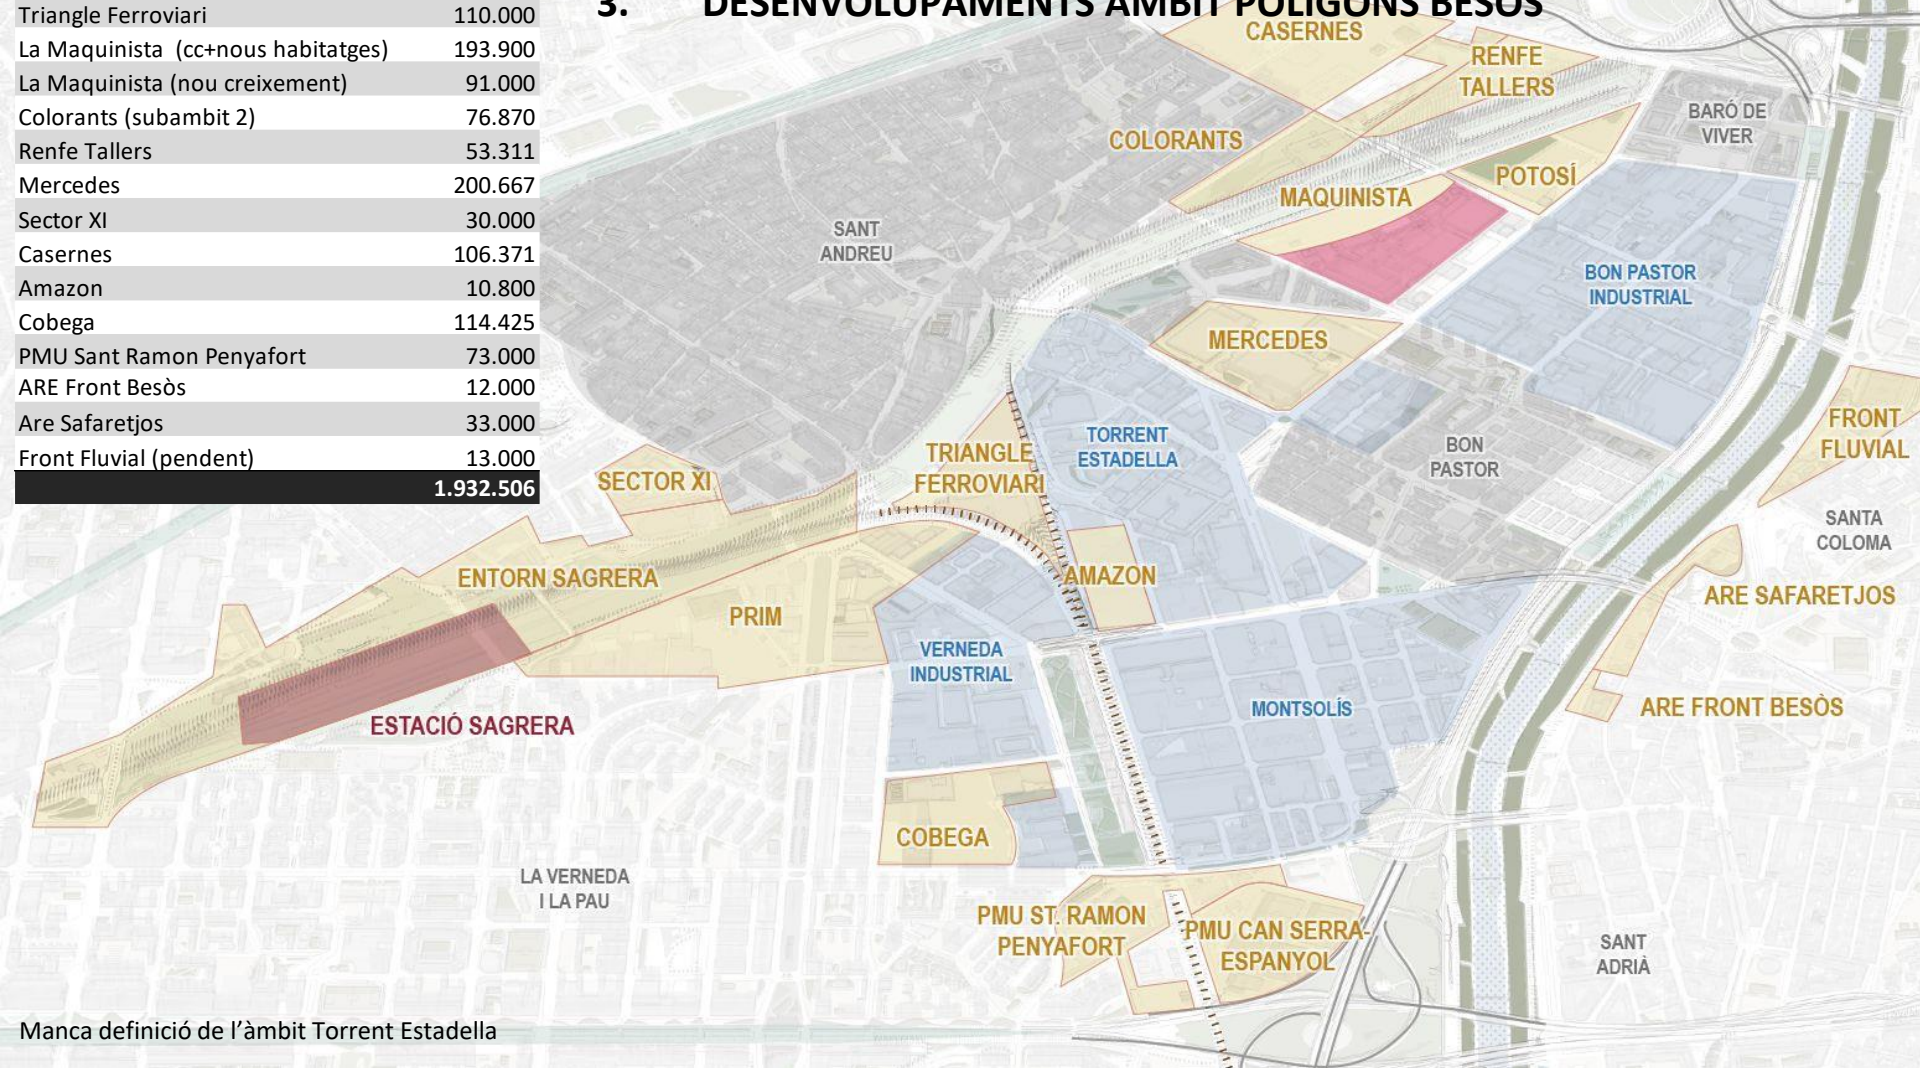 3. DESENVOLUPAMENTS ÀMBIT POLÍGONS BESÒS
Triangle Ferroviari 110.000
La Maquinista (cc+nous habitatges) 193.900
La Maquinista (nou creixement) 91.000
Colorants (subambit 2) 76.870
Renfe Tallers 53.311
Mercedes 200.667
Sector XI 30.000
Casernes 106.371
Amazon 10.800
Cobega 114.425
PMU Sant Ramon Penyafort 73.000
ARE Front Besòs 12.000
Are Safaretjos 33.000
Front Fluvial (pendent) 13.000
1.932.506
CASERNES
RENFE
TALLERS
BARÓ DE
VIVER
COLORANTS
POTOSÍ
MAQUINISTA
SANT
ANDREU
BON PASTOR
INDUSTRIAL
MERCEDES
FRONT
FLUVIAL
TORRENT
ESTADELLA
BON
PASTOR
TRIANGLE
FERROVIARI
SECTOR XI
SANTA
COLOMA
ENTORN SAGRERA
AMAZON
ARE SAFARETJOS
PRIM
VERNEDA
INDUSTRIAL
MONTSOLÍS
ARE FRONT BESÒS
ESTACIÓ SAGRERA
COBEGA
LA VERNEDA
I LA PAU
PMU ST. RAMON
PENYAFORT
PMU CAN SERRA-
ESPANYOL
SANT
ADRIÀ
Manca definició de l’àmbit Torrent Estadella